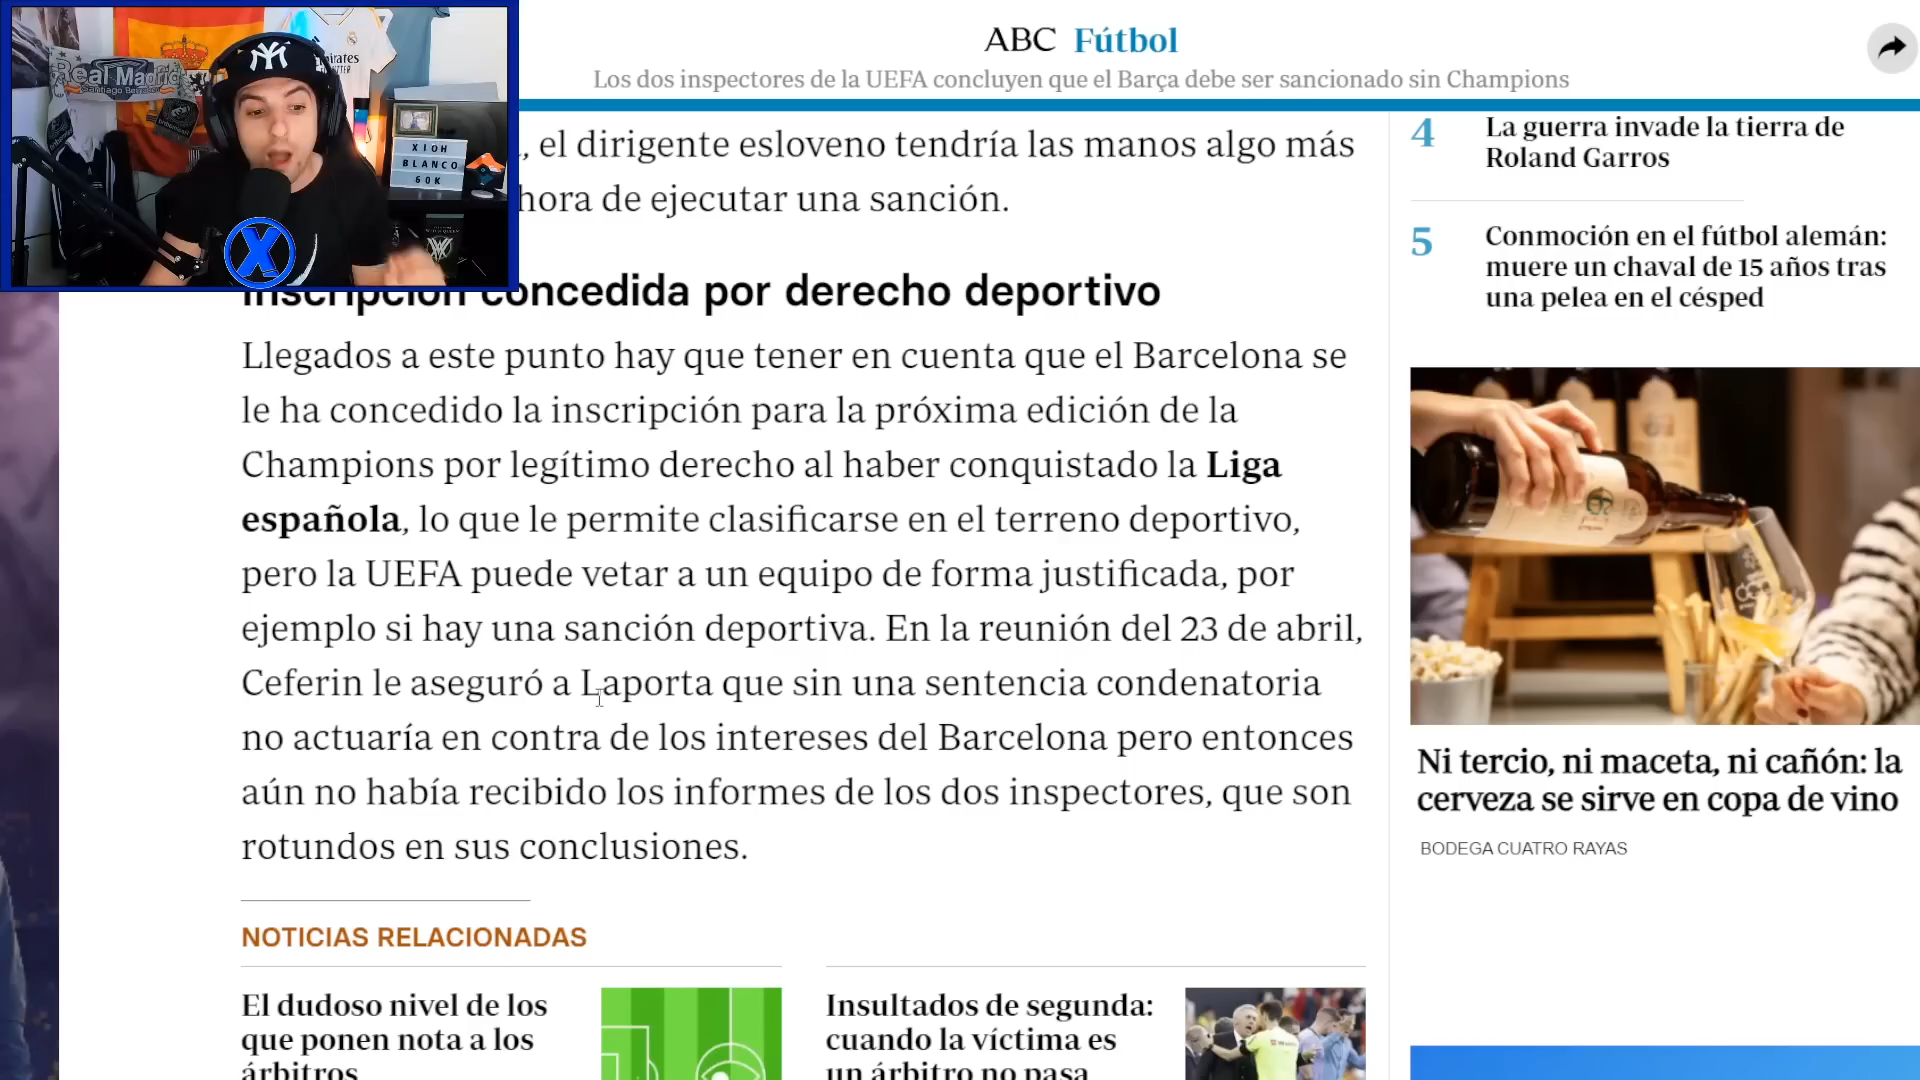 ABC Fútbol
Los dos inspectores de la UEFA concluyen que el Barça debe ser sancionado sin Champions
Real Madrid
Santiago Bernabéu
XIOH
BLANCO
60K
X
, el dirigente esloveno tendría las manos algo más
hora de ejecutar una sanción.
Inscripción concedida por derecho deportivo
Llegados a este punto hay que tener en cuenta que el Barcelona se
le ha concedido la inscripción para la próxima edición de la
Champions por legítimo derecho al haber conquistado la Liga
española, lo que le permite clasificarse en el terreno deportivo,
pero la UEFA puede vetar a un equipo de forma justificada, por
ejemplo si hay una sanción deportiva. En la reunión del 23 de abril,
Ceferin le aseguró a Laporta que sin una sentencia condenatoria
no actuaría en contra de los intereses del Barcelona pero entonces
aún no había recibido los informes de los dos inspectores, que son
rotundos en sus conclusiones.
NOTICIAS RELACIONADAS
El dudoso nivel de los
que ponen nota a los
árbitros
Insultados de segunda:
cuando la víctima es
un árbitro no pasa
4
La guerra invade la tierra de
Roland Garros
5
Conmoción en el fútbol alemán:
muere un chaval de 15 años tras
una pelea en el césped
Ni tercio, ni maceta, ni cañón: la
cerveza se sirve en copa de vino
BODEGA CUATRO RAYAS